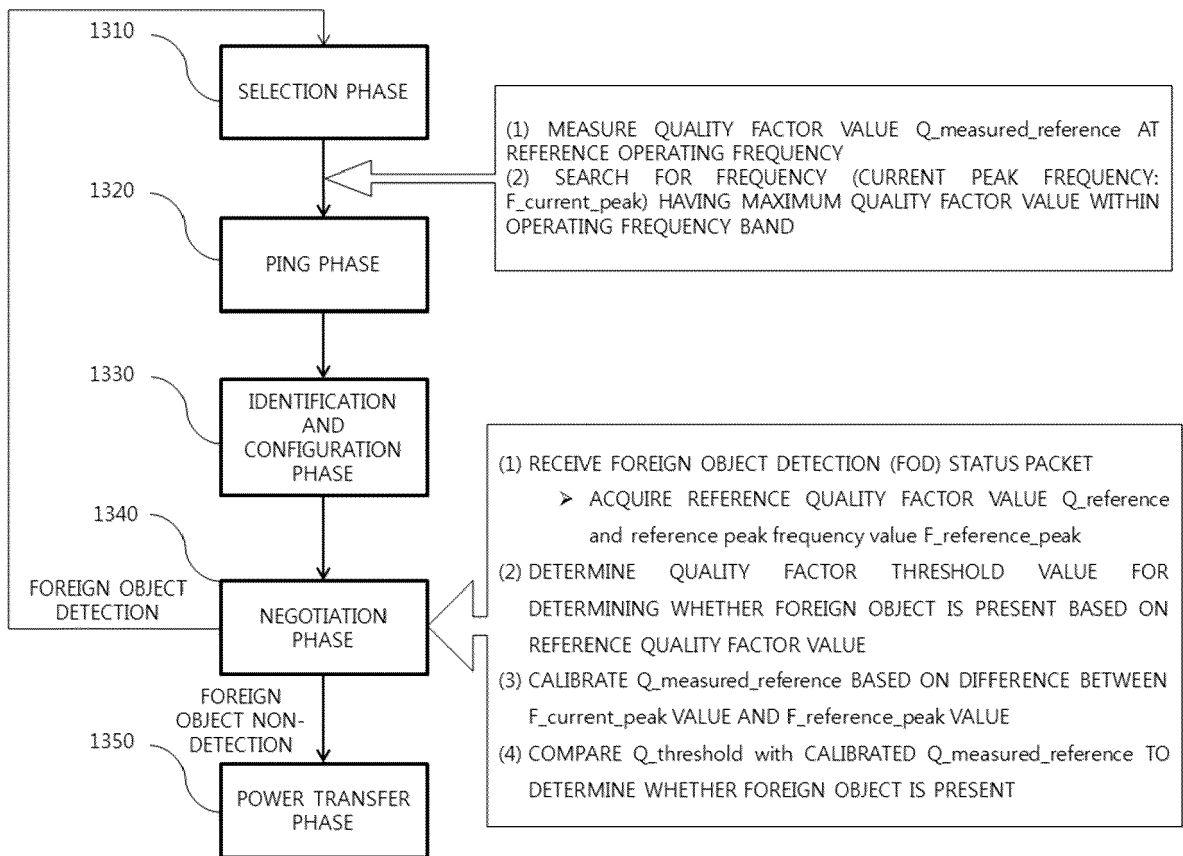 1310
SELECTION PHASE
(1) MEASURE QUALITY FACTOR VALUE Q_measured_reference AT
REFERENCE OPERATING FREQUENCY
(2) SEARCH FOR FREQUENCY (CURRENT PEAK FREQUENCY:
F_current_peak) HAVING MAXIMUM QUALITY FACTOR VALUE WITHIN
OPERATING FREQUENCY BAND
1320
PING PHASE
1330
IDENTIFICATION
AND
CONFIGURATION
PHASE
1340
FOREIGN OBJECT
DETECTION
NEGOTIATION
PHASE
(1) RECEIVE FOREIGN OBJECT DETECTION (FOD) STATUS PACKET
➤ ACQUIRE REFERENCE QUALITY FACTOR VALUE Q_reference
and reference peak frequency value F_reference_peak
(2) DETERMINE QUALITY FACTOR THRESHOLD VALUE FOR
DETERMINING WHETHER FOREIGN OBJECT IS PRESENT BASED ON
REFERENCE QUALITY FACTOR VALUE
(3) CALIBRATE Q_measured_reference BASED ON DIFFERENCE BETWEEN
F_current_peak VALUE AND F_reference_peak VALUE
(4) COMPARE Q_threshold with CALIBRATED Q_measured_reference TO
DETERMINE WHETHER FOREIGN OBJECT IS PRESENT
FOREIGN
OBJECT NON-
DETECTION
1350
POWER TRANSFER
PHASE